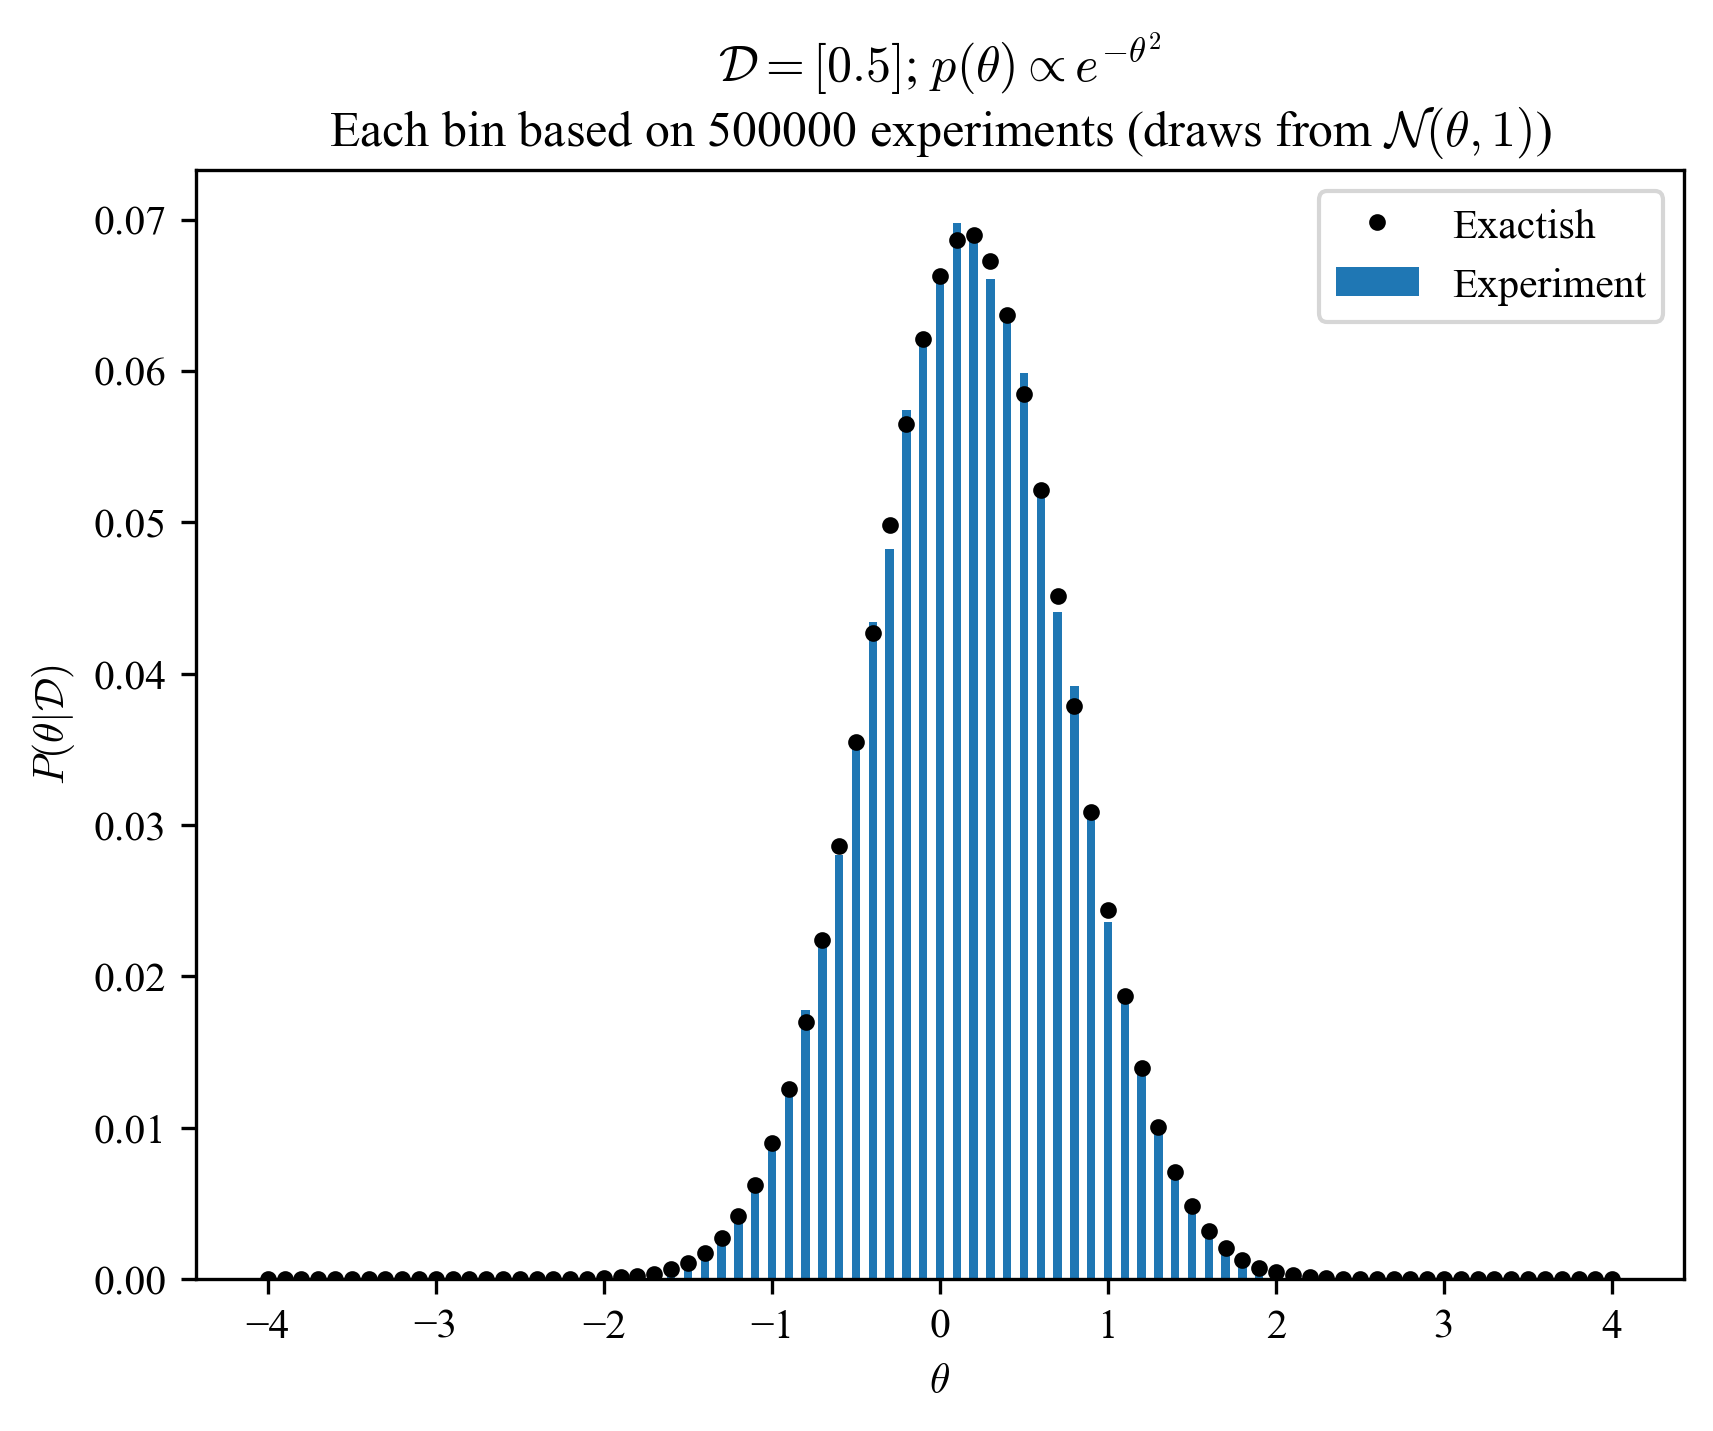 𝒟 = [0.5]; p(θ) ∝ e^{−θ²}
Each bin based on 500000 experiments (draws from 𝒩(θ, 1))
Exactish
Experiment
P(θ|𝒟)
0.07
0.06
0.05
0.04
0.03
0.02
0.01
0.00
−4 −3 −2 −1 0 1 2 3 4
θ